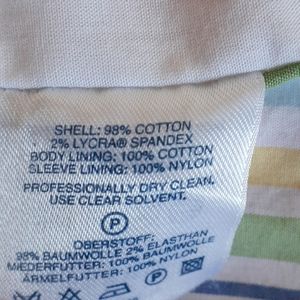 SHELL: 98% COTTON
2% LYCRA® SPANDEX
BODY LINING: 100% COTTON
SLEEVE LINING: 100% NYLON
PROFESSIONALLY DRY CLEAN.
USE CLEAR SOLVENT.
P
OBERSTOFF:
98% BAUMWOLLE 2% ELASTHAN
MIEDERFUTTER: 100% BAUMWOLLE
ÄRMELFUTTER: 100% NYLON
P